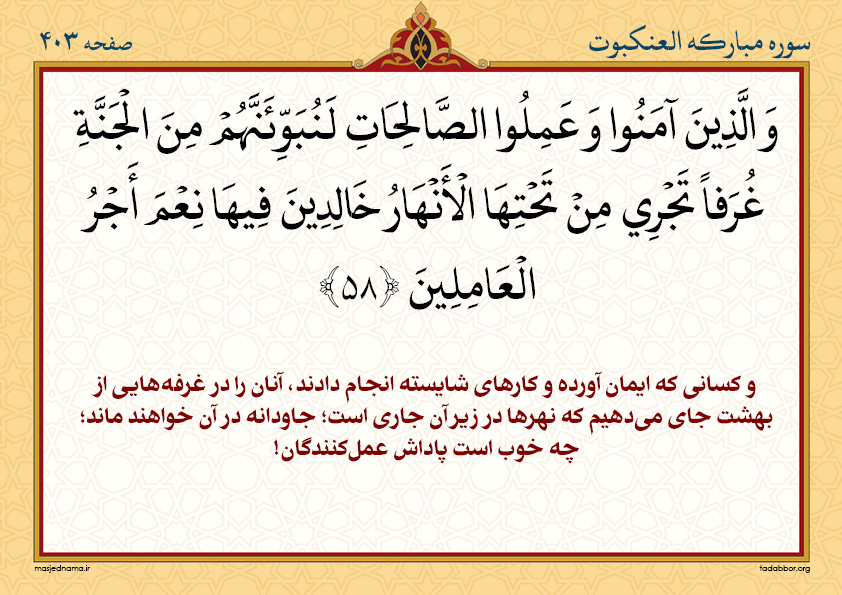 سوره مبارکه العنکبوت
صفحه ۴۰۳
وَ الَّذِينَ آمَنُوا وَ عَمِلُوا الصَّالِحَاتِ لَنُبَوِّئَنَّهُمْ مِنَ الْجَنَّةِ
غُرَفاً تَجْرِي مِنْ تَحْتِهَا الْأَنْهَارُ خَالِدِينَ فِيهَا نِعْمَ أَجْرُ
الْعَامِلِينَ ﴿۵۸﴾
و کسانی که ایمان آورده و کارهای شایسته انجام دادند، آنان را در غرفه‌هایی از
بهشت جای می‌دهیم که نهرها در زیر آن جاری است؛ جاودانه در آن خواهند ماند؛
چه خوب است پاداش عمل‌کنندگان!
masjednama.ir
tadabbor.org